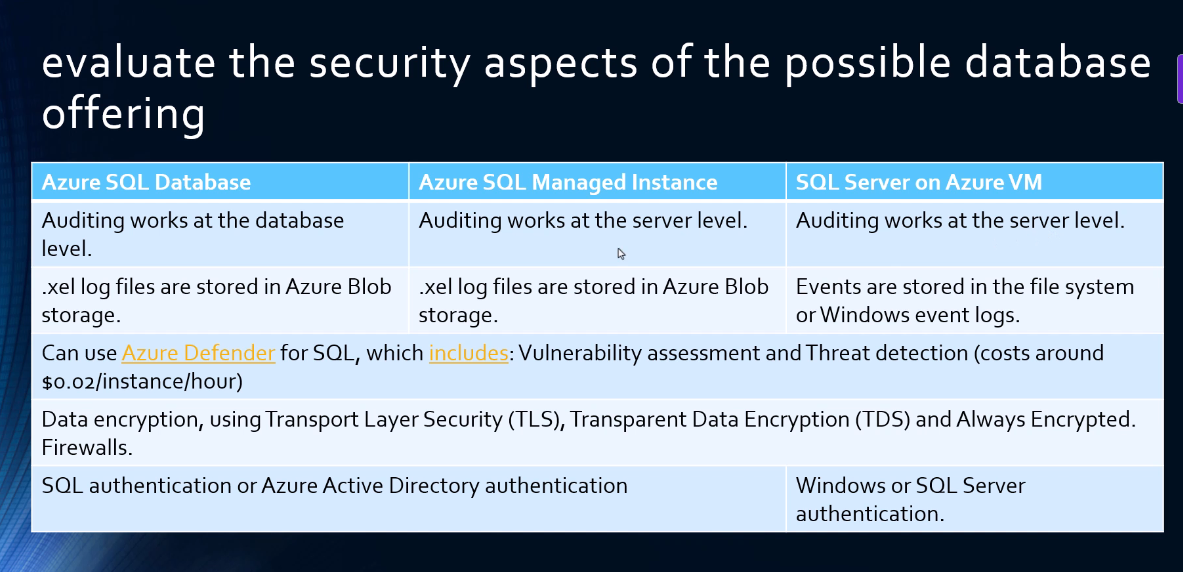 evaluate the security aspects of the possible database
offering
Azure SQL Database
Azure SQL Managed Instance
SQL Server on Azure VM
Auditing works at the database
level.
Auditing works at the server level.
Auditing works at the server level.
.xel log files are stored in Azure Blob
storage.
.xel log files are stored in Azure Blob
storage.
Events are stored in the file system
or Windows event logs.
Can use Azure Defender for SQL, which includes: Vulnerability assessment and Threat detection (costs around
$0.02/instance/hour)
Data encryption, using Transport Layer Security (TLS), Transparent Data Encryption (TDS) and Always Encrypted.
Firewalls.
SQL authentication or Azure Active Directory authentication
Windows or SQL Server
authentication.